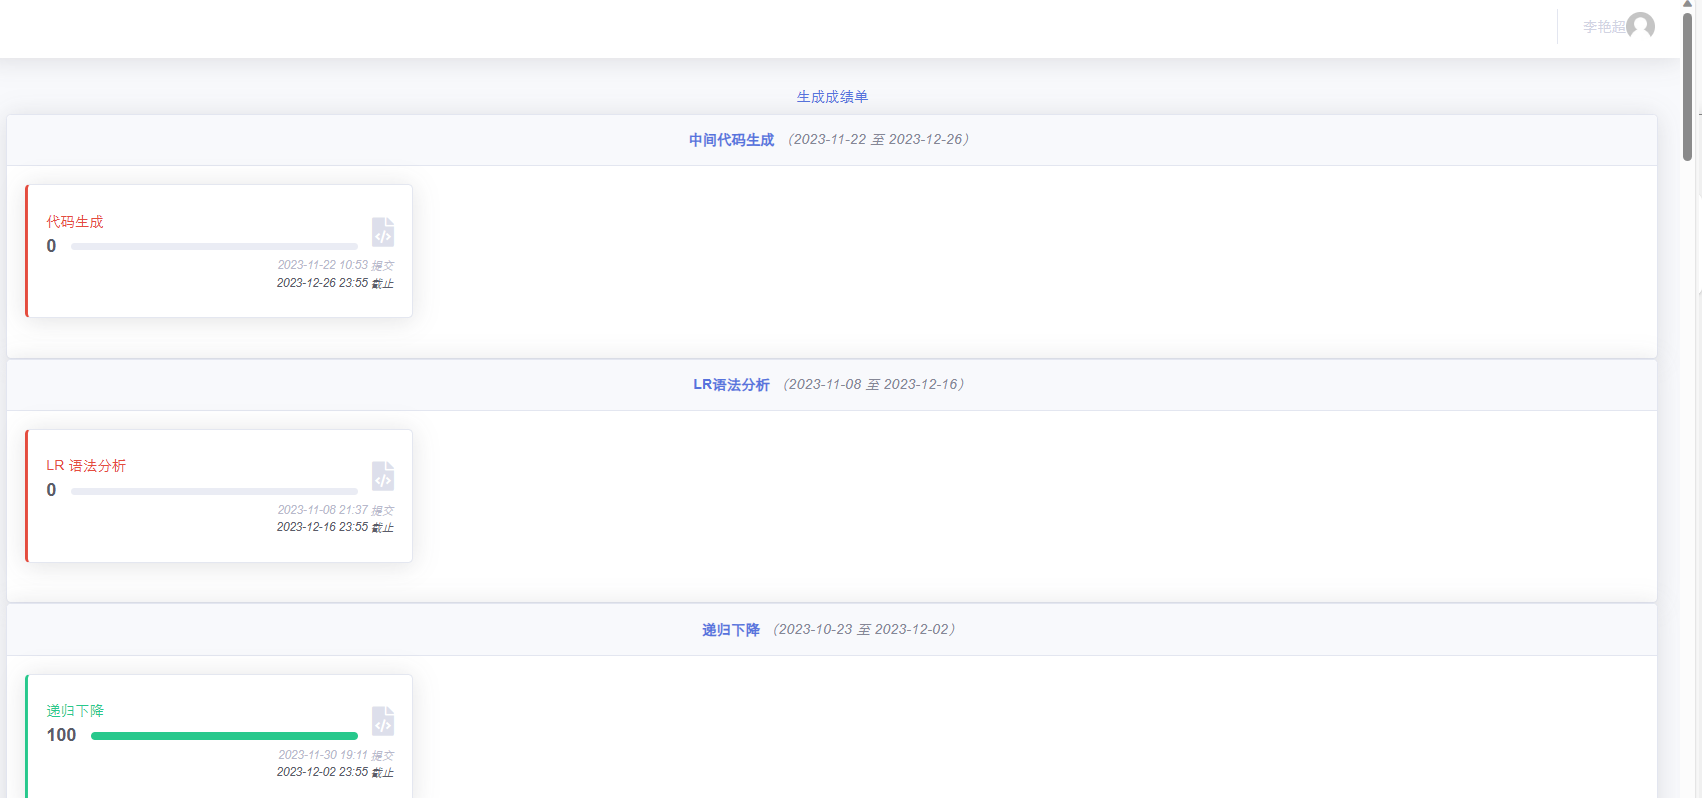 李艳超
生成成绩单
中间代码生成 （2023-11-22 至 2023-12-26）
代码生成
0
2023-11-22 10:53 提交
2023-12-26 23:55 截止
LR语法分析 （2023-11-08 至 2023-12-16）
LR 语法分析
0
2023-11-08 21:37 提交
2023-12-16 23:55 截止
递归下降 （2023-10-23 至 2023-12-02）
递归下降
100
2023-11-30 19:11 提交
2023-12-02 23:55 截止